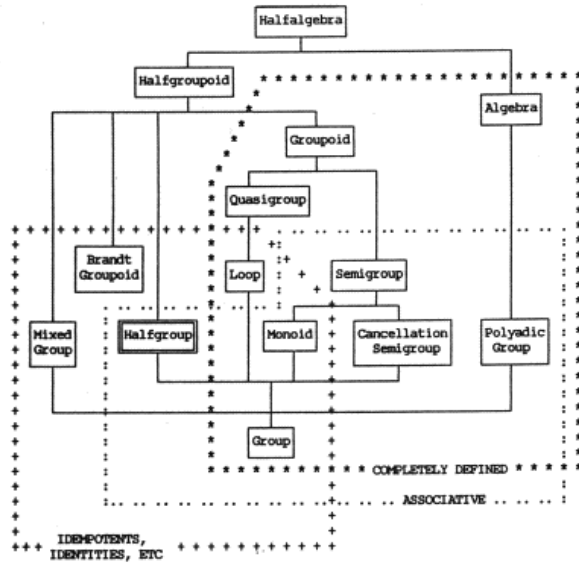 Halfalgebra
Halfgroupoid
Algebra
Groupoid
Quasigroup
Brandt
Groupoid
Loop
Semigroup
Mixed
Group
Halfgroup
Monoid
Cancellation
Semigroup
Polyadic
Group
Group
COMPLETELY DEFINED
ASSOCIATIVE
IDEMPOTENTS,
IDENTITIES, ETC